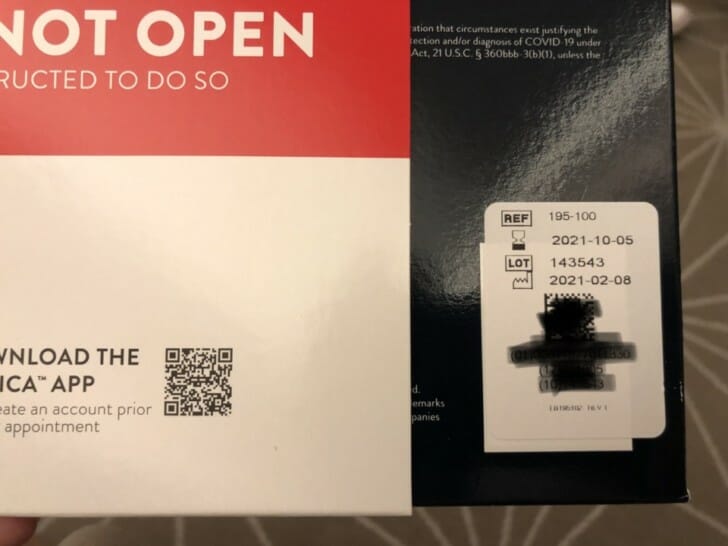 NOT OPEN
RUCTED TO DO SO
ation that circumstances exist justifying the
tection and/or diagnosis of COVID-19 under
Act, 21 U.S.C. § 360bbb-3(b)(1), unless the
REF 195-100
2021-10-05
LOT 143543
2021-02-08
WNLOAD THE
ICA™ APP
eate an account prior
appointment
d.
emarks
panies